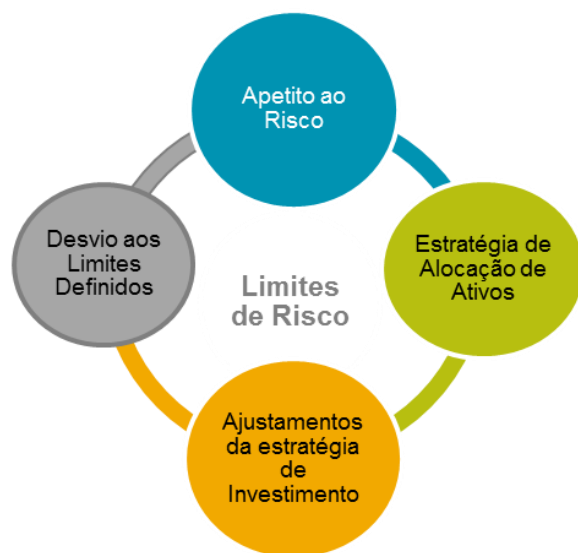 Apetito ao
Risco
Estratégia de
Alocação de
Ativos
Ajustamentos
da estratégia
de
Investimento
Desvio aos
Limites
Definidos
Limites
de Risco